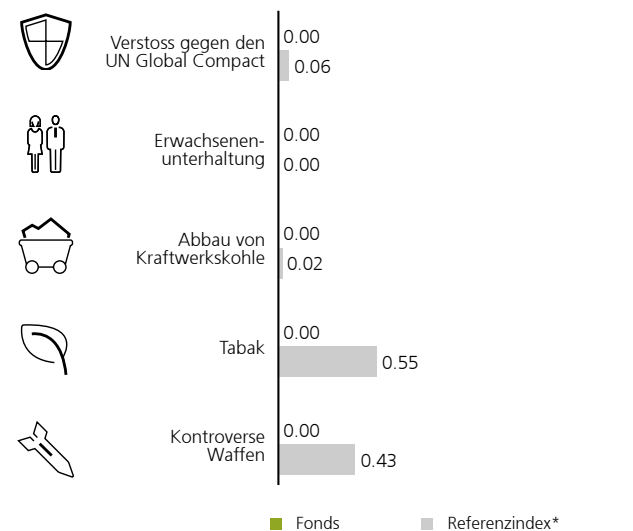 Verstoss gegen den
UN Global Compact
0.00
0.06
Erwachsenen-
unterhaltung
0.00
0.00
Abbau von
Kraftwerkskohle
0.00
0.02
Tabak
0.00
0.55
Kontroverse
Waffen
0.00
0.43
Fonds Referenzindex*